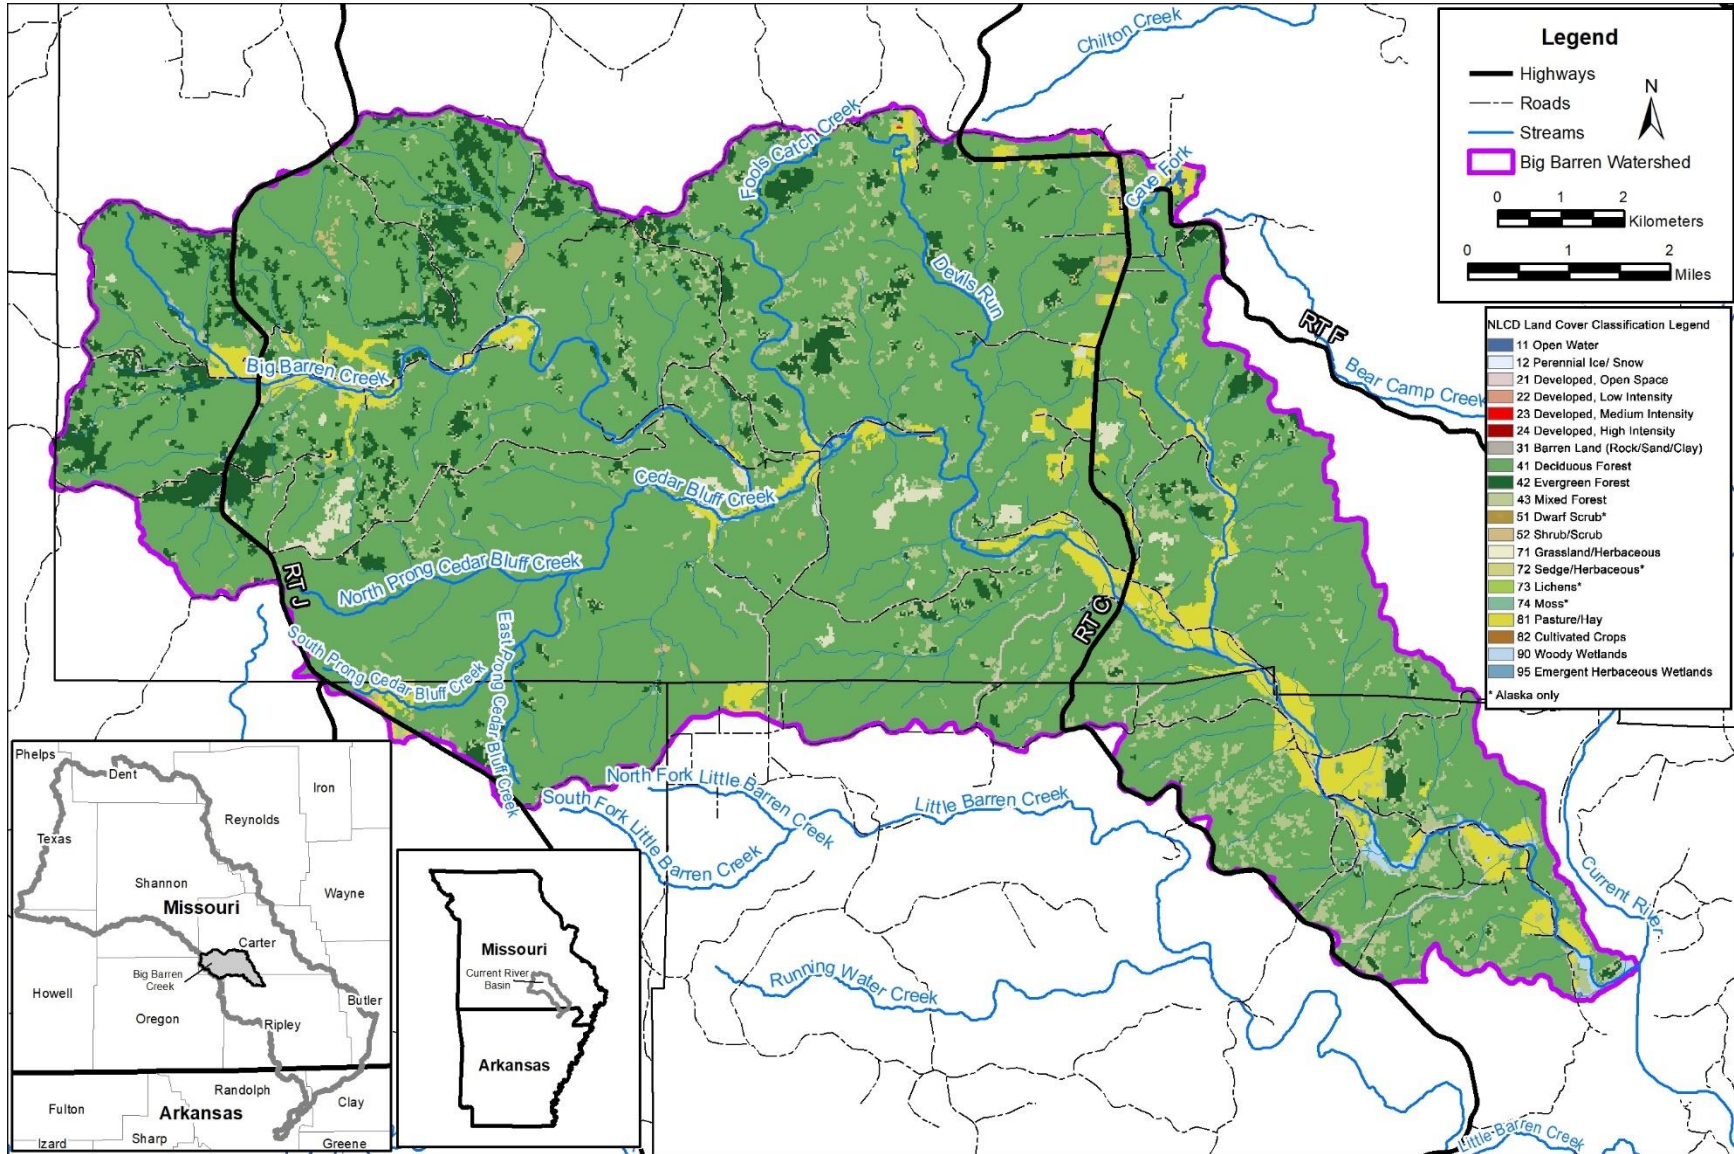 Chilton Creek
Legend
Highways
Roads
Streams
Big Barren Watershed
N
0 1 2
Kilometers
0 1 2
Miles
Fools Catch Creek
Cave Fork
Devils Run
RT F
Bear Camp Creek
Big Barren Creek
Cedar Bluff Creek
North Prong Cedar Bluff Creek
RT J
South Prong Cedar Bluff Creek
East Prong Cedar Bluff Creek
RT C
NLCD Land Cover Classification Legend
11 Open Water
12 Perennial Ice/ Snow
21 Developed, Open Space
22 Developed, Low Intensity
23 Developed, Medium Intensity
24 Developed, High Intensity
31 Barren Land (Rock/Sand/Clay)
41 Deciduous Forest
42 Evergreen Forest
43 Mixed Forest
51 Dwarf Scrub*
52 Shrub/Scrub
71 Grassland/Herbaceous
72 Sedge/Herbaceous*
73 Lichens*
74 Moss*
81 Pasture/Hay
82 Cultivated Crops
90 Woody Wetlands
95 Emergent Herbaceous Wetlands
* Alaska only
North Fork Little Barren Creek
South Fork Little Barren Creek
Little Barren Creek
Current River
Running Water Creek
Little Barren Creek
Phelps
Dent
Iron
Texas
Reynolds
Shannon
Wayne
Missouri
Carter
Big Barren
Creek
Howell
Butler
Oregon
Ripley
Randolph
Fulton
Arkansas
Clay
Izard
Sharp
Greene
Missouri
Current River
Basin
Arkansas